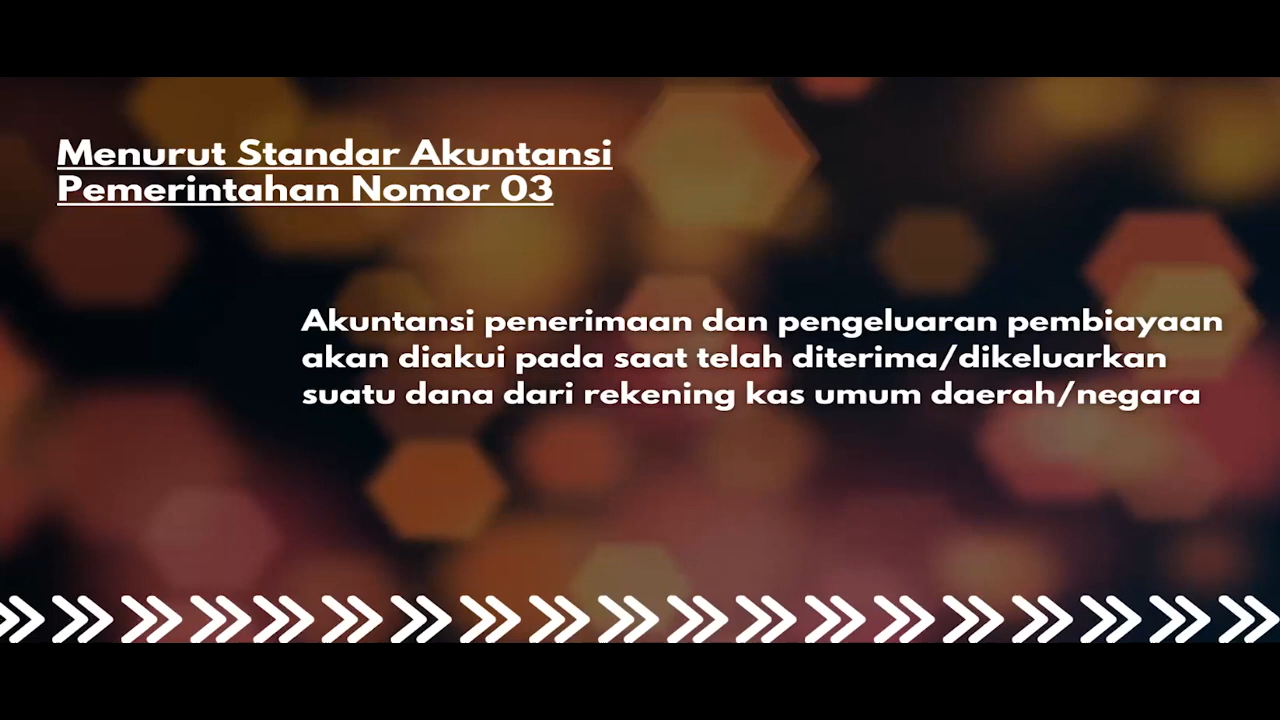 Menurut Standar Akuntansi
Pemerintahan Nomor 03
Akuntansi penerimaan dan pengeluaran pembiayaan
akan diakui pada saat telah diterima/dikeluarkan
suatu dana dari rekening kas umum daerah/negara